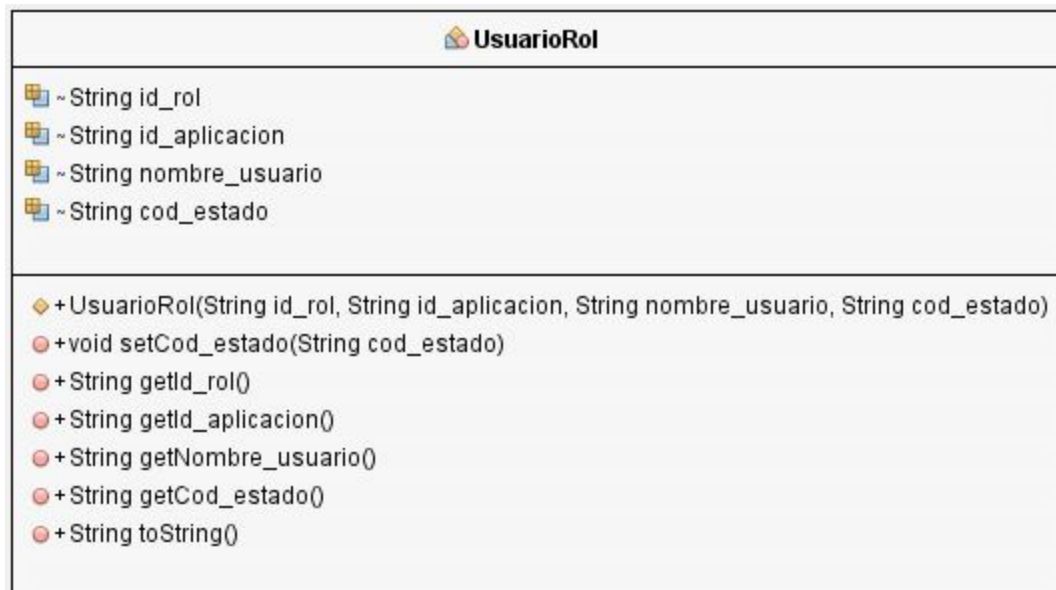 UsuarioRol
~String id_rol
~String id_aplicacion
~String nombre_usuario
~String cod_estado
+UsuarioRol(String id_rol, String id_aplicacion, String nombre_usuario, String cod_estado)
+void setCod_estado(String cod_estado)
+String getId_rol()
+String getId_aplicacion()
+String getNombre_usuario()
+String getCod_estado()
+String toString()